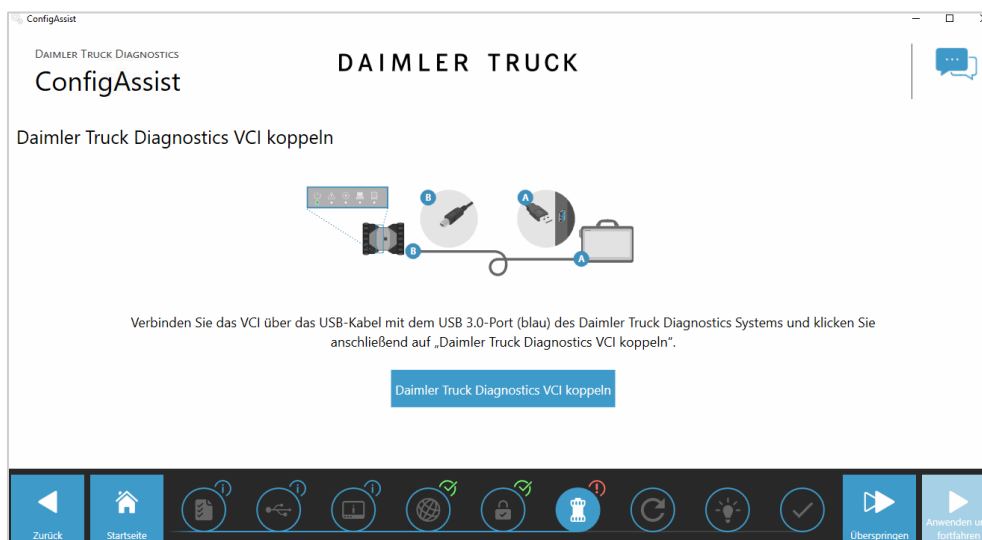 ConfigAssist
DAIMLER TRUCK DIAGNOSTICS
ConfigAssist
DAIMLER TRUCK
Daimler Truck Diagnostics VCI koppeln
B
A
B
A
Verbinden Sie das VCI über das USB-Kabel mit dem USB 3.0-Port (blau) des Daimler Truck Diagnostics Systems und klicken Sie
anschließend auf „Daimler Truck Diagnostics VCI koppeln“.
Daimler Truck Diagnostics VCI koppeln
Zurück
Startseite
Überspringen
Anwenden un
fortfahren